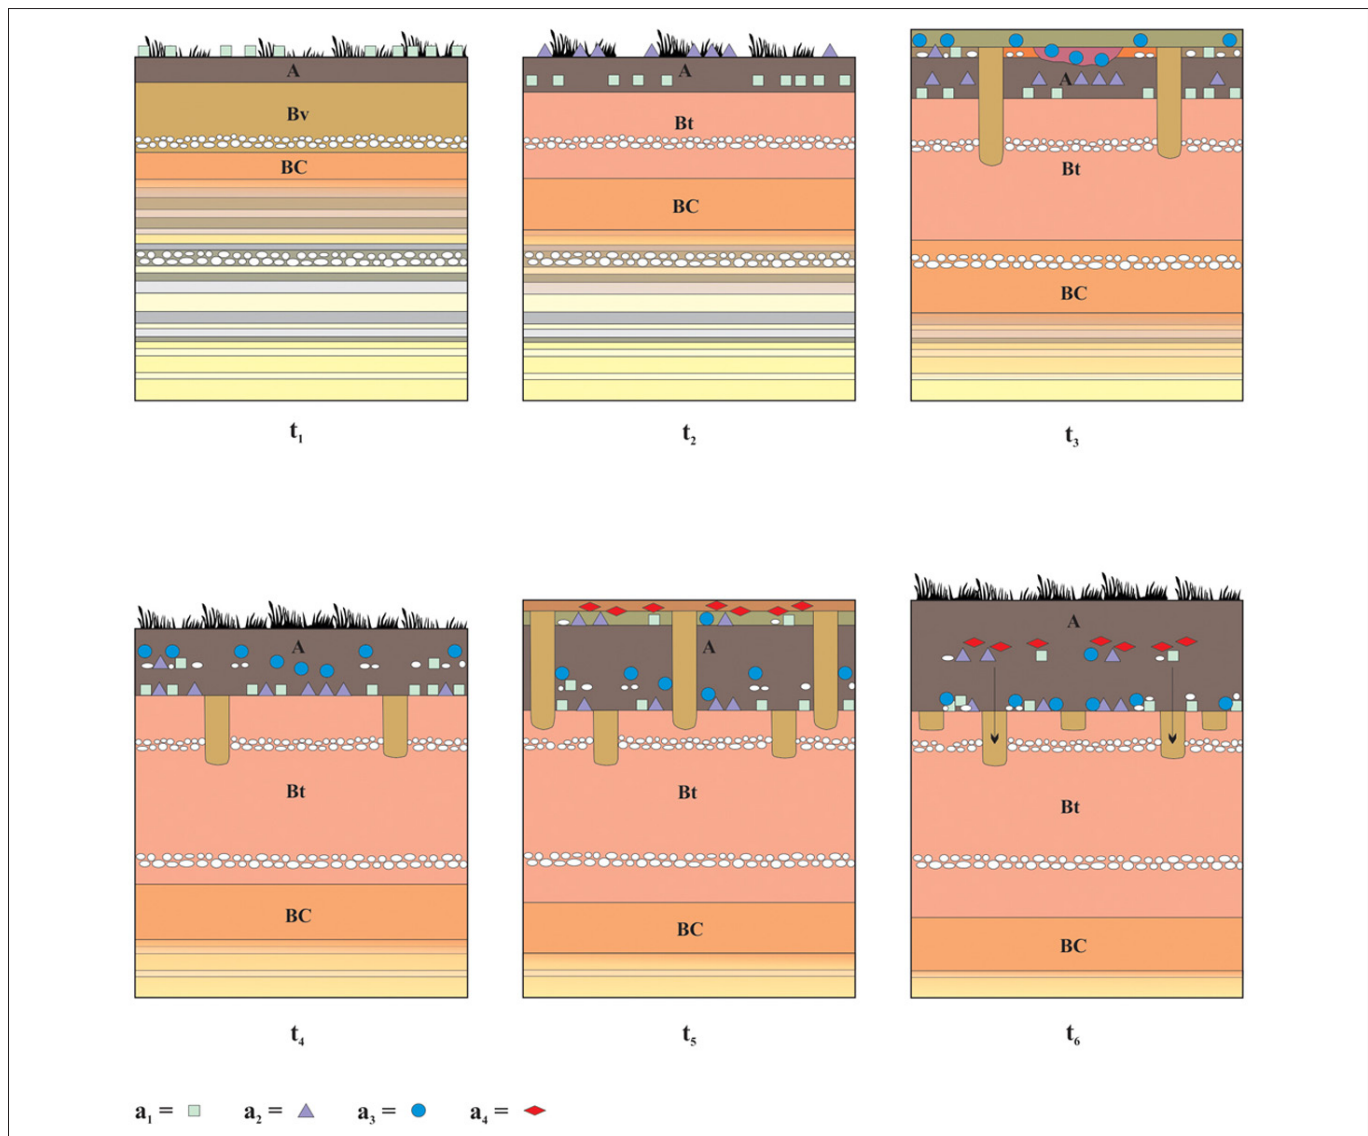 A
Bv
BC
t₁
A
Bt
BC
t₂
A
Bt
BC
t₃
A
Bt
BC
t₄
A
Bt
BC
t₅
A
Bt
BC
t₆
a₁ = a₂ = a₃ = a₄ =